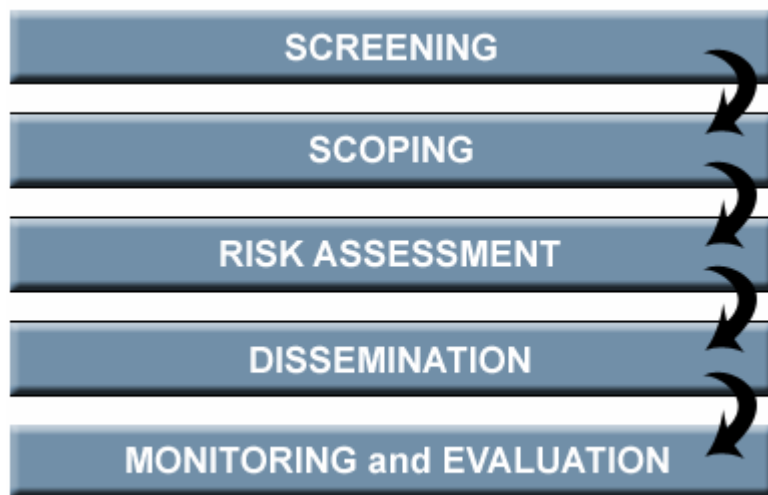 SCREENING
SCOPING
RISK ASSESSMENT
DISSEMINATION
MONITORING and EVALUATION